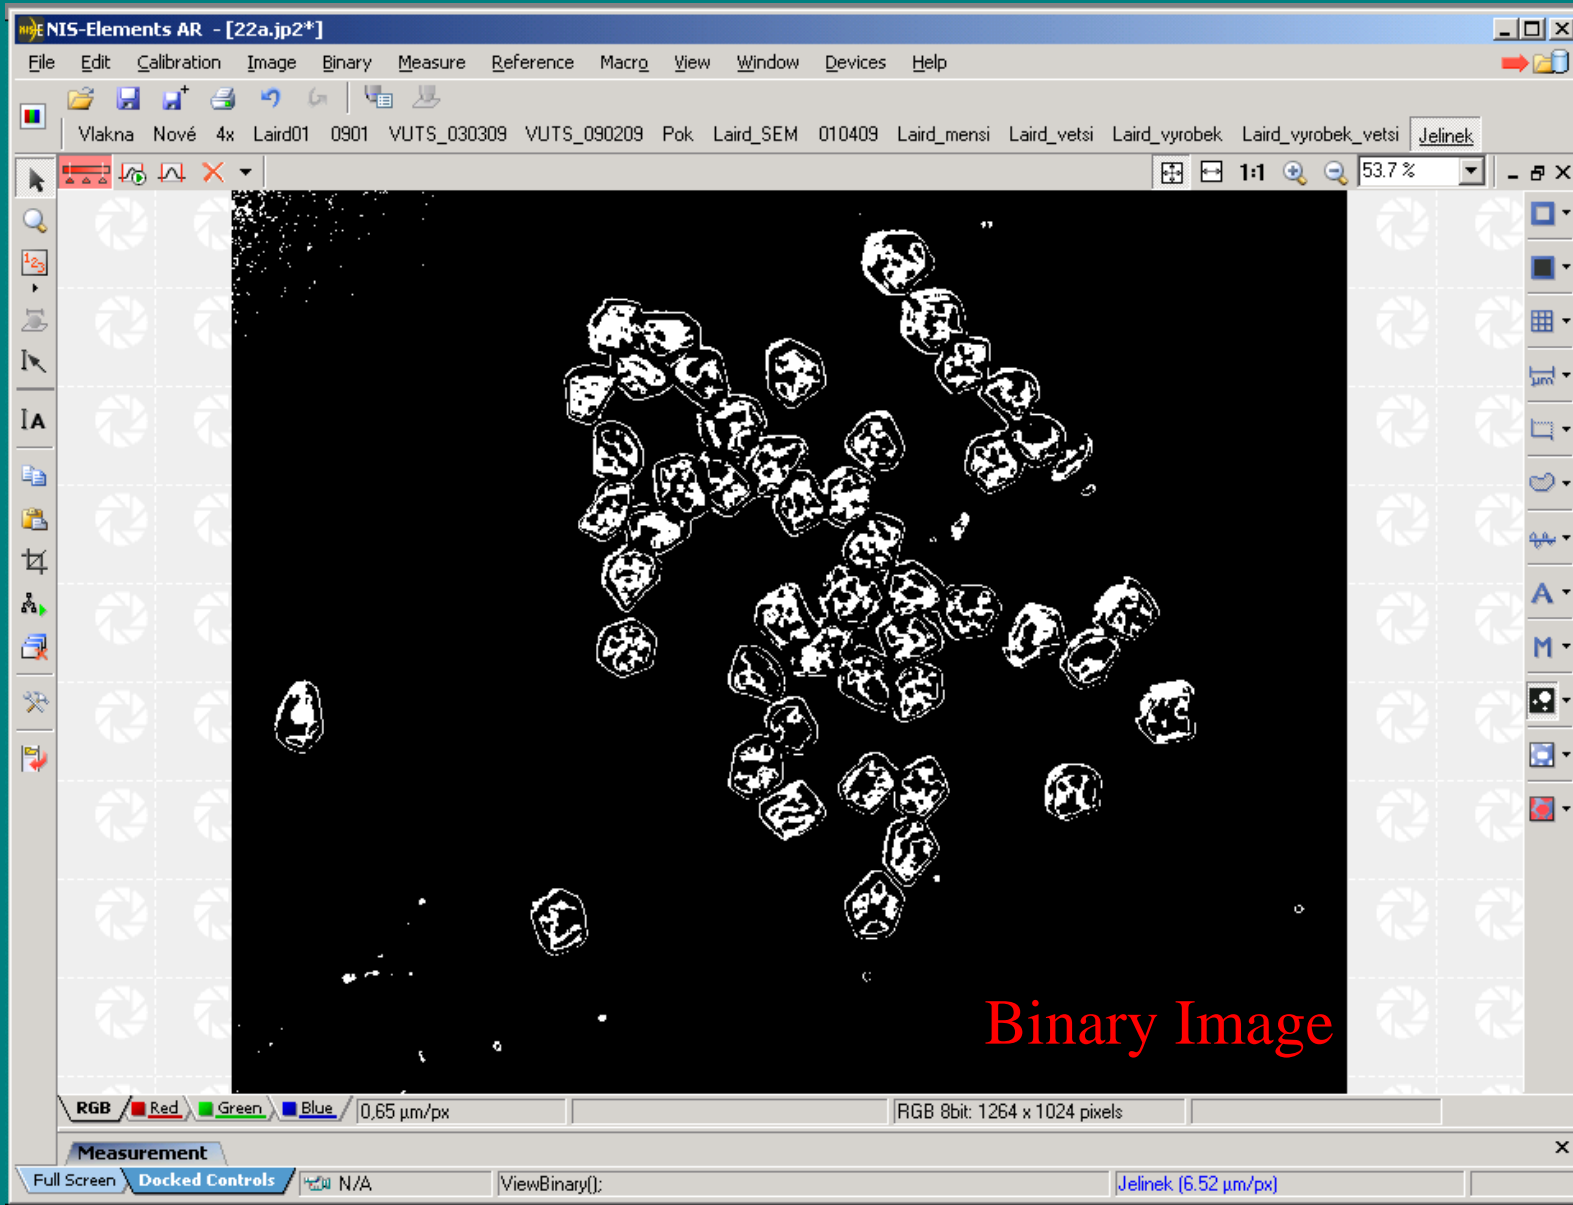 NIS-Elements AR - [22a.jp2*]
File Edit Calibration Image Binary Measure Reference Macro View Window Devices Help
Vlakna Nové 4x Laird01 0901 VUTS_030309 VUTS_090209 Pok Laird_SEM 010409 Laird_mensi Laird_vetsi Laird_vyrobek Laird_vyrobek_vetsi Jelinek
1:1 53.7 %
123
A
µm
A
M
Binary Image
RGB Red Green Blue 0,65 µm/px RGB 8bit: 1264 x 1024 pixels
Measurement
Full Screen Docked Controls N/A ViewBinary(); Jelinek (6.52 µm/px)